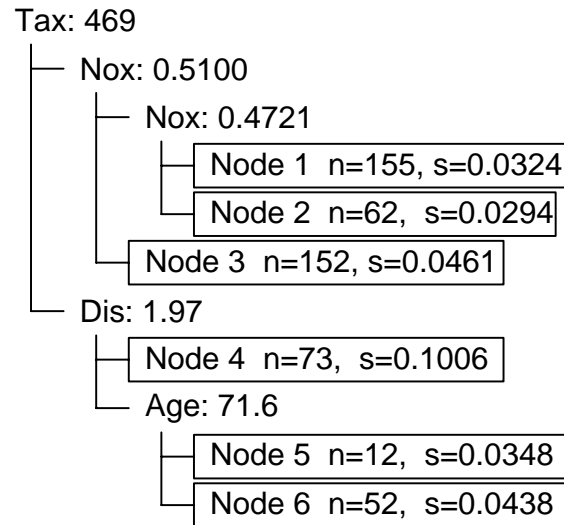 Tax: 469
Nox: 0.5100
Nox: 0.4721
Node 1 n=155, s=0.0324
Node 2 n=62, s=0.0294
Node 3 n=152, s=0.0461
Dis: 1.97
Node 4 n=73, s=0.1006
Age: 71.6
Node 5 n=12, s=0.0348
Node 6 n=52, s=0.0438